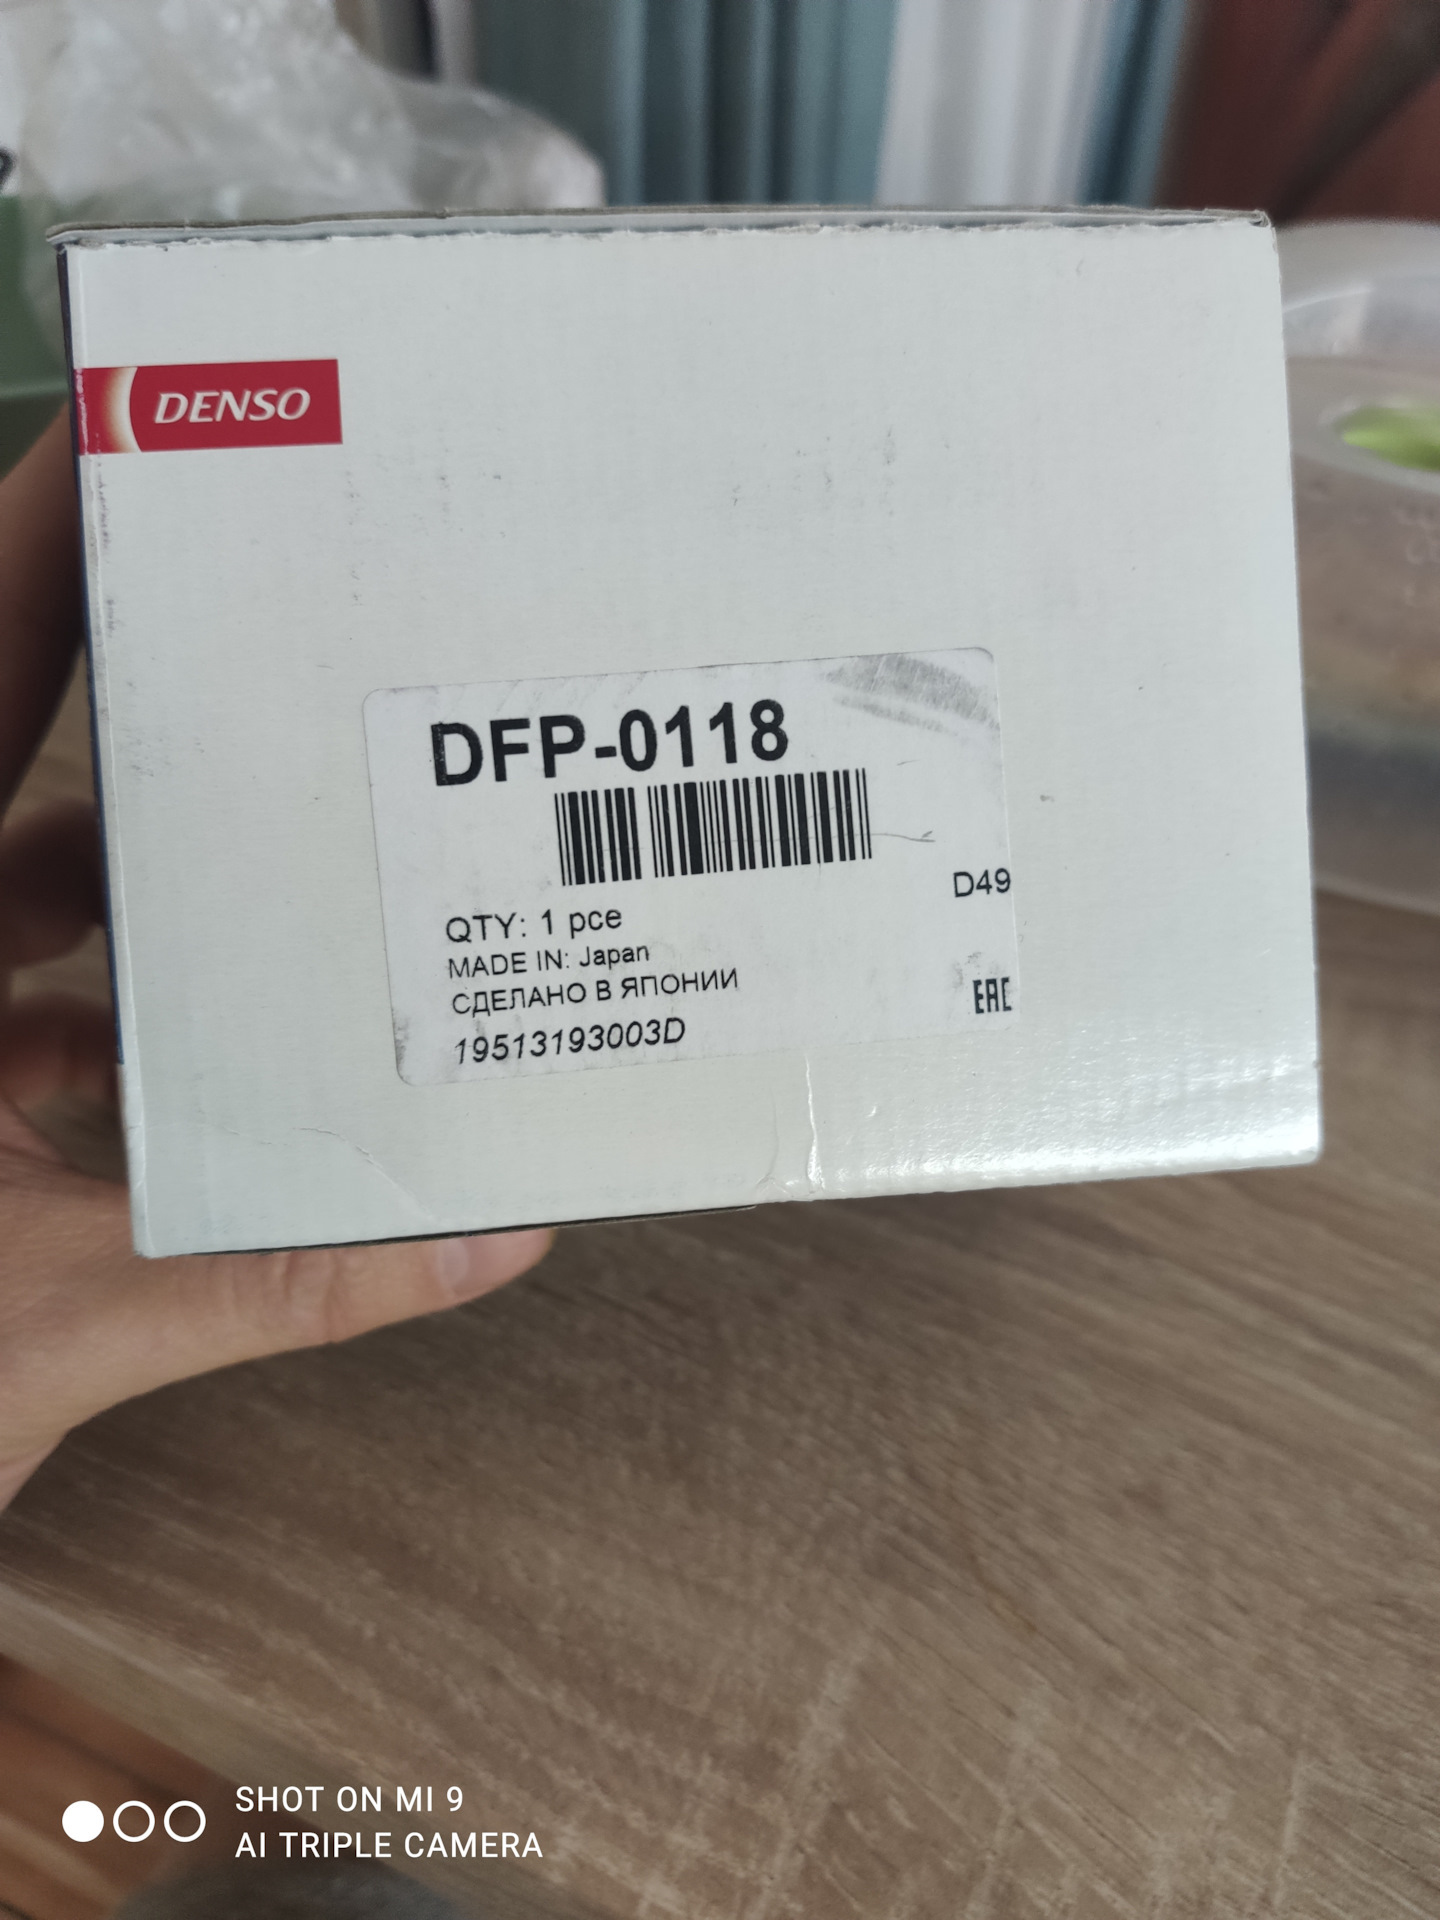 DENSO
DFP-0118
D49
QTY: 1 pce
MADE IN: Japan
СДЕЛАНО В ЯПОНИИ
EAC
19513193003D
SHOT ON MI 9
AI TRIPLE CAMERA